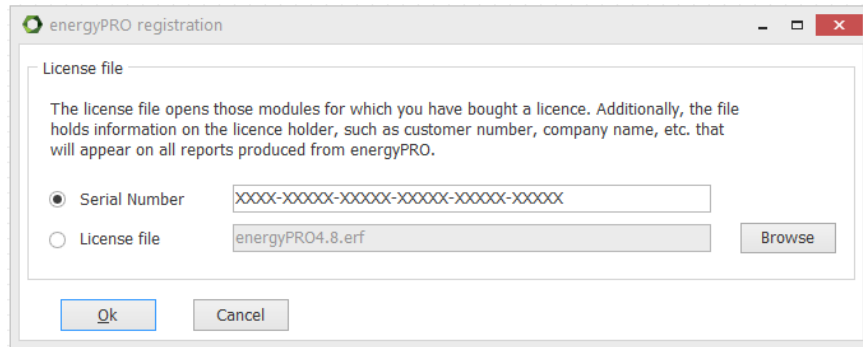 energyPRO registration
License file
The license file opens those modules for which you have bought a licence. Additionally, the file
holds information on the licence holder, such as customer number, company name, etc. that
will appear on all reports produced from energyPRO.
Serial Number XXXX-XXXXX-XXXXX-XXXXX-XXXXX-XXXXX
License file energyPRO4.8.erf Browse
Ok Cancel